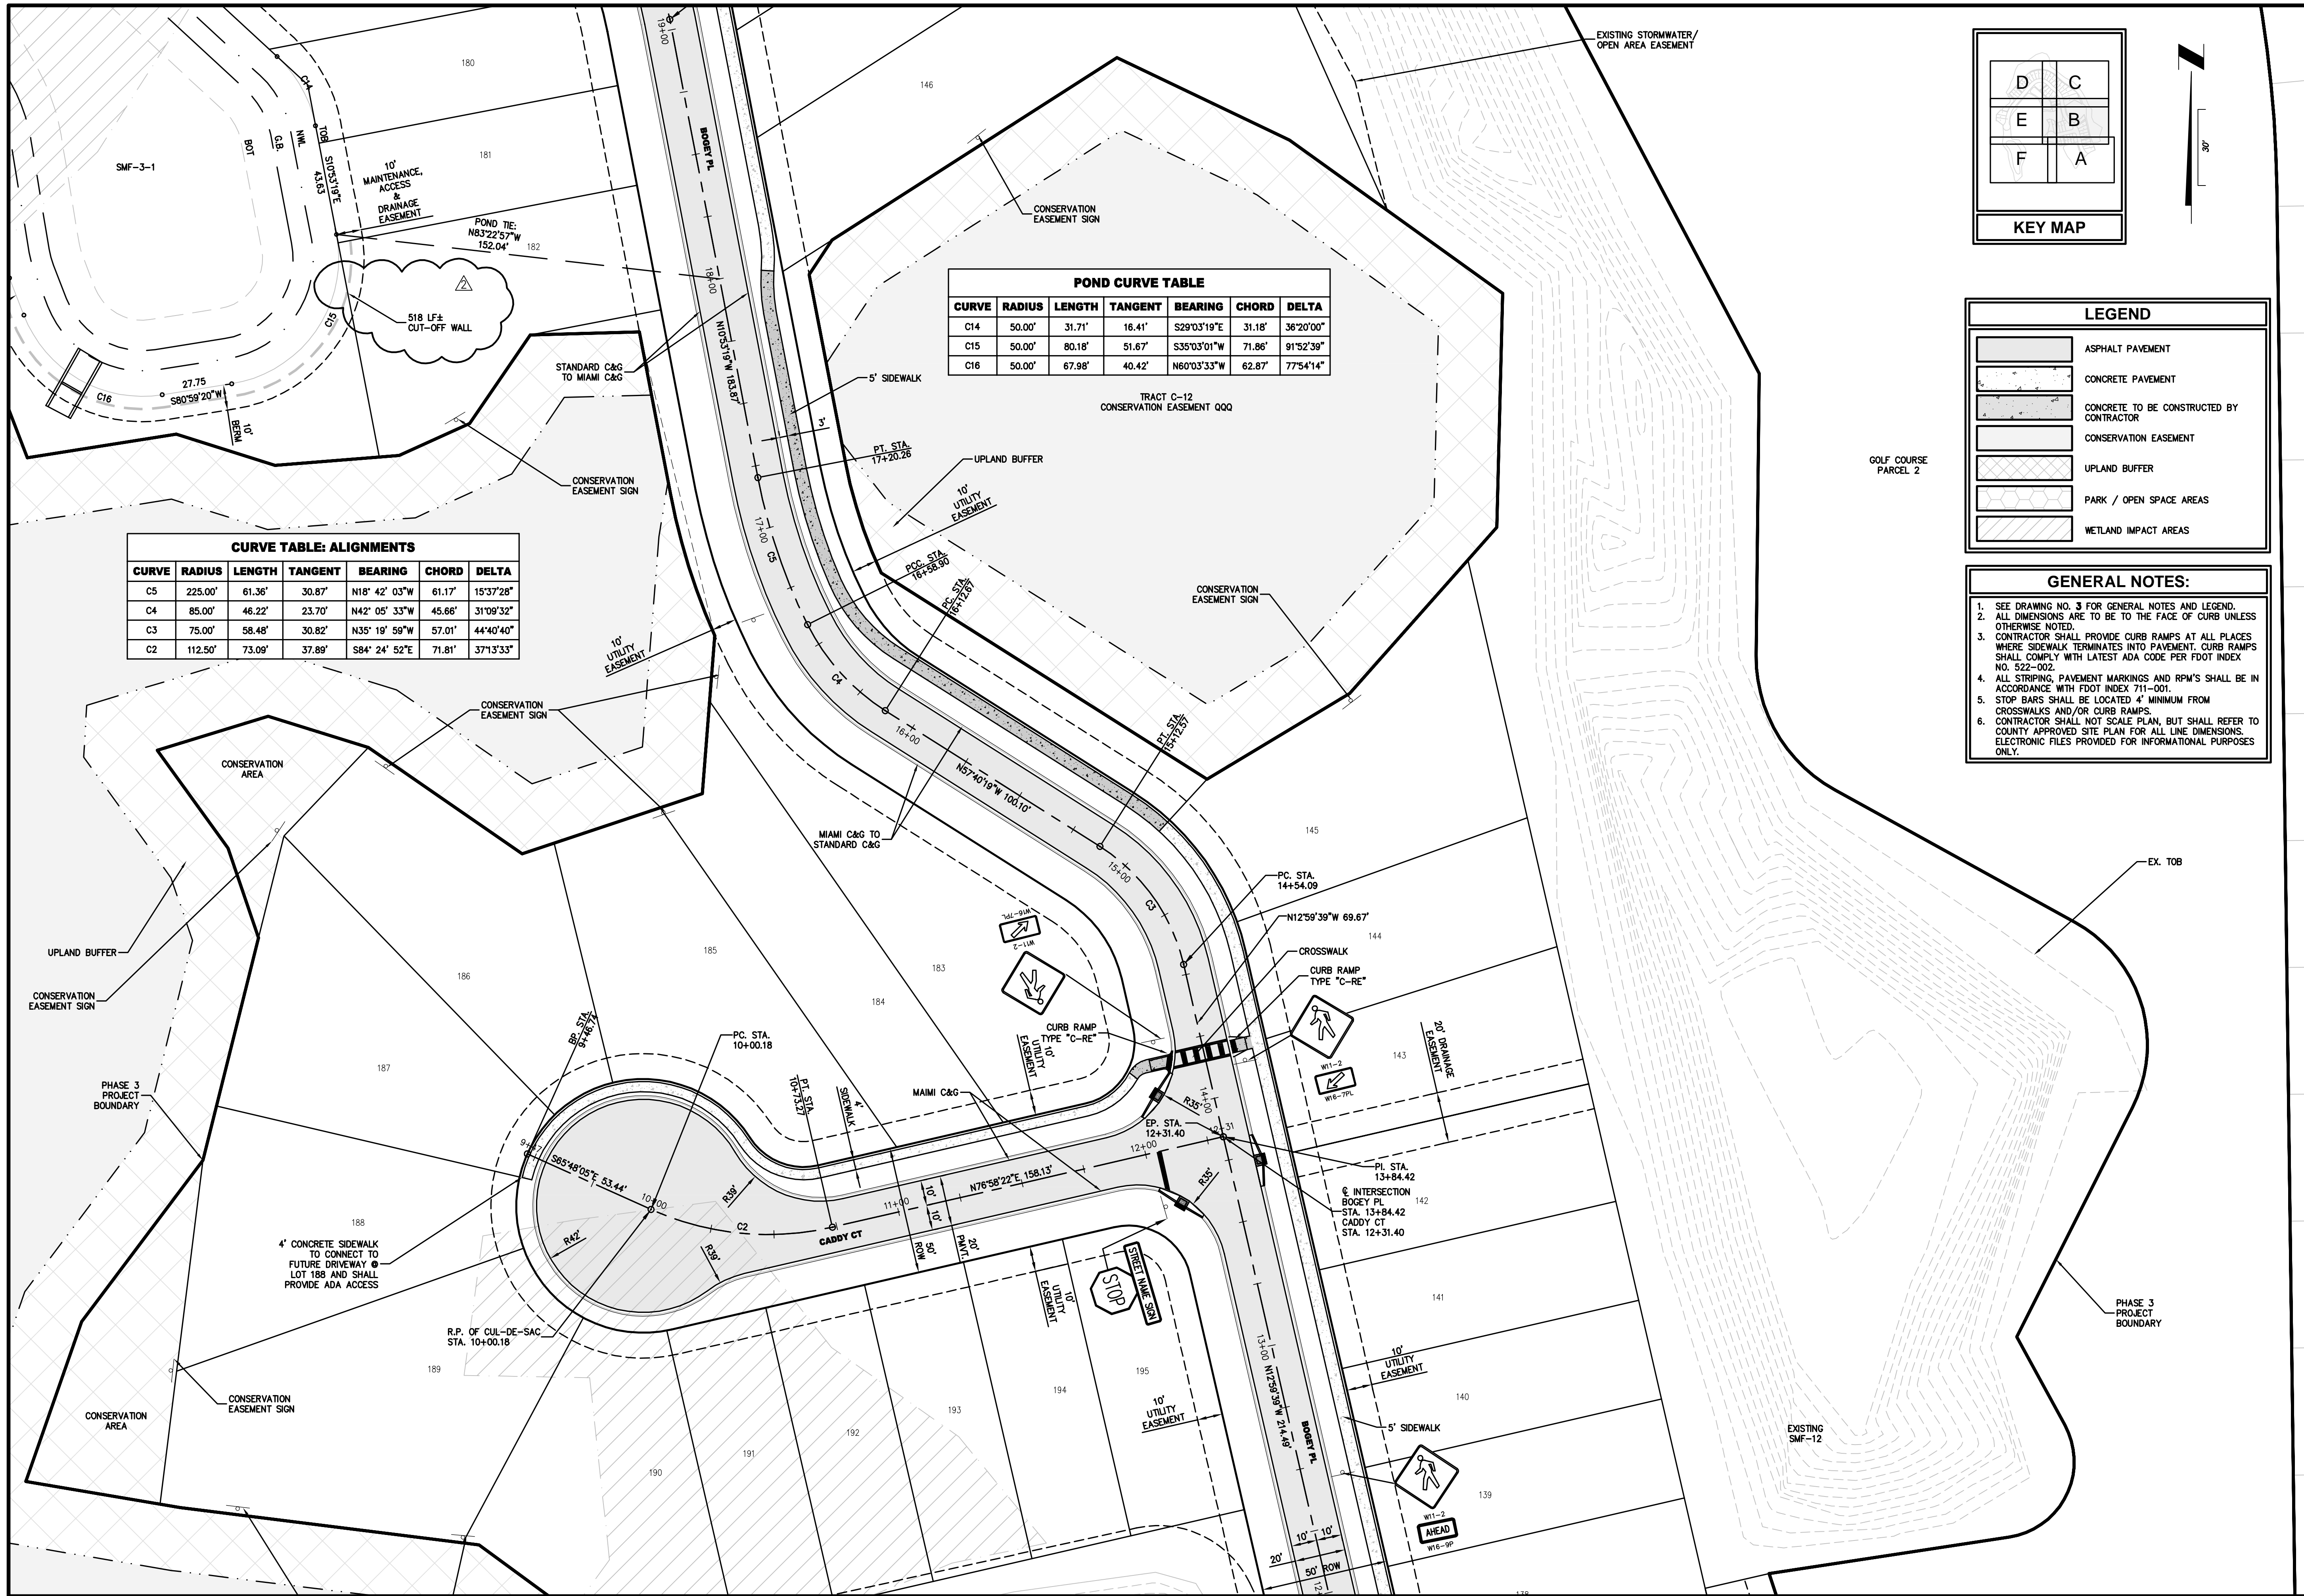 180
146
EXISTING STORMWATER/
OPEN AREA EASEMENT
D C
E B
F A
KEY MAP
30'
19+00
BOGEY PL
C14
TOB
NWL
G.B.
BOT
SMF-3-1
S10°53'19"E
43.63
10'
MAINTENANCE,
ACCESS
&
DRAINAGE
EASEMENT
181
POND TIE:
N83°22'57"W
152.04'
182
2
518 LF±
CUT-OFF WALL
C15
C16
27.75
S80°59'20"W
10'
BERM
18+00
N10°53'19"W 183.87'
STANDARD C&G
TO MIAMI C&G
5' SIDEWALK
3'
CONSERVATION
EASEMENT SIGN
POND CURVE TABLE
CURVE RADIUS LENGTH TANGENT BEARING CHORD DELTA
C14 50.00' 31.71' 16.41' S29°03'19"E 31.18' 36°20'00"
C15 50.00' 80.18' 51.67' S35°03'01"W 71.86' 91°52'39"
C16 50.00' 67.98' 40.42' N60°03'33"W 62.87' 77°54'14"
TRACT C-12
CONSERVATION EASEMENT QQQ
PT. STA.
17+20.26
UPLAND BUFFER
10'
UTILITY
EASEMENT
17+00
C5
PCC. STA.
16+58.90
PC. STA.
16+12.67
CONSERVATION
EASEMENT SIGN
CONSERVATION
EASEMENT SIGN
GOLF COURSE
PARCEL 2
LEGEND
ASPHALT PAVEMENT
CONCRETE PAVEMENT
CONCRETE TO BE CONSTRUCTED BY
CONTRACTOR
CONSERVATION EASEMENT
UPLAND BUFFER
PARK / OPEN SPACE AREAS
WETLAND IMPACT AREAS
GENERAL NOTES:
1. SEE DRAWING NO. 3 FOR GENERAL NOTES AND LEGEND.
2. ALL DIMENSIONS ARE TO BE TO THE FACE OF CURB UNLESS
OTHERWISE NOTED.
3. CONTRACTOR SHALL PROVIDE CURB RAMPS AT ALL PLACES
WHERE SIDEWALK TERMINATES INTO PAVEMENT. CURB RAMPS
SHALL COMPLY WITH LATEST ADA CODE PER FDOT INDEX
NO. 522-002.
4. ALL STRIPING, PAVEMENT MARKINGS AND RPM'S SHALL BE IN
ACCORDANCE WITH FDOT INDEX 711-001.
5. STOP BARS SHALL BE LOCATED 4' MINIMUM FROM
CROSSWALKS AND/OR CURB RAMPS.
6. CONTRACTOR SHALL NOT SCALE PLAN, BUT SHALL REFER TO
COUNTY APPROVED SITE PLAN FOR ALL LINE DIMENSIONS.
ELECTRONIC FILES PROVIDED FOR INFORMATIONAL PURPOSES
ONLY.
CURVE TABLE: ALIGNMENTS
CURVE RADIUS LENGTH TANGENT BEARING CHORD DELTA
C5 225.00' 61.36' 30.87' N18° 42' 03"W 61.17' 15°37'28"
C4 85.00' 46.22' 23.70' N42° 05' 33"W 45.66' 31°09'32"
C3 75.00' 58.48' 30.82' N35° 19' 59"W 57.01' 44°40'40"
C2 112.50' 73.09' 37.89' S84° 24' 52"E 71.81' 37°13'33"
10'
UTILITY
EASEMENT
C4
CONSERVATION
EASEMENT SIGN
CONSERVATION
AREA
16+00
N57°40'19"W 100.10'
PT. STA.
15+12.57
MIAMI C&G TO
STANDARD C&G
15+00
C3
145
PC. STA.
14+54.09
N12°59'39"W 69.67'
144
CROSSWALK
CURB RAMP
TYPE "C-RE"
EX. TOB
UPLAND BUFFER
CONSERVATION
EASEMENT SIGN
186
185
183
184
W16-7PL
W11-2
CURB RAMP
TYPE "C-RE"
W11-2
W16-7PL
143
20' DRAINAGE
EASEMENT
187
PHASE 3
PROJECT
BOUNDARY
BP. STA.
9+46.74
PC. STA.
10+00.18
PT. STA.
10+73.27
4'
SIDEWALK
10'
UTILITY
EASEMENT
MAIMI C&G
R35'
14+00
EP. STA.
12+31.40
12+31
12+00
PI. STA.
13+84.42
℄ INTERSECTION
BOGEY PL
STA. 13+84.42
CADDY CT
STA. 12+31.40
142
9+47
S65°48'05"E 53.44'
10+00
C2
R39'
R39'
R42'
CADDY CT
11+00
N76°58'22"E 158.13'
10'
10'
50'
ROW
20'
PMVT.
R35'
188
4' CONCRETE SIDEWALK
TO CONNECT TO
FUTURE DRIVEWAY @
LOT 188 AND SHALL
PROVIDE ADA ACCESS
R.P. OF CUL-DE-SAC
STA. 10+00.18
10'
UTILITY
EASEMENT
STOP
STREET NAME SIGN
141
PHASE 3
PROJECT
BOUNDARY
189
CONSERVATION
EASEMENT SIGN
CONSERVATION
AREA
190
191
192
193
194
195
10'
UTILITY
EASEMENT
13+00
N12°59'39"W 214.49'
BOGEY PL
10'
UTILITY
EASEMENT
140
5' SIDEWALK
W11-2
AHEAD
W16-9P
139
EXISTING
SMF-12
10' 10'
20'
50' ROW